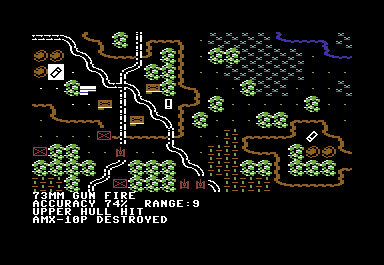 73MM GUN FIRE
ACCURACY 74% RANGE:9
UPPER HULL HIT
AMX-10P DESTROYED